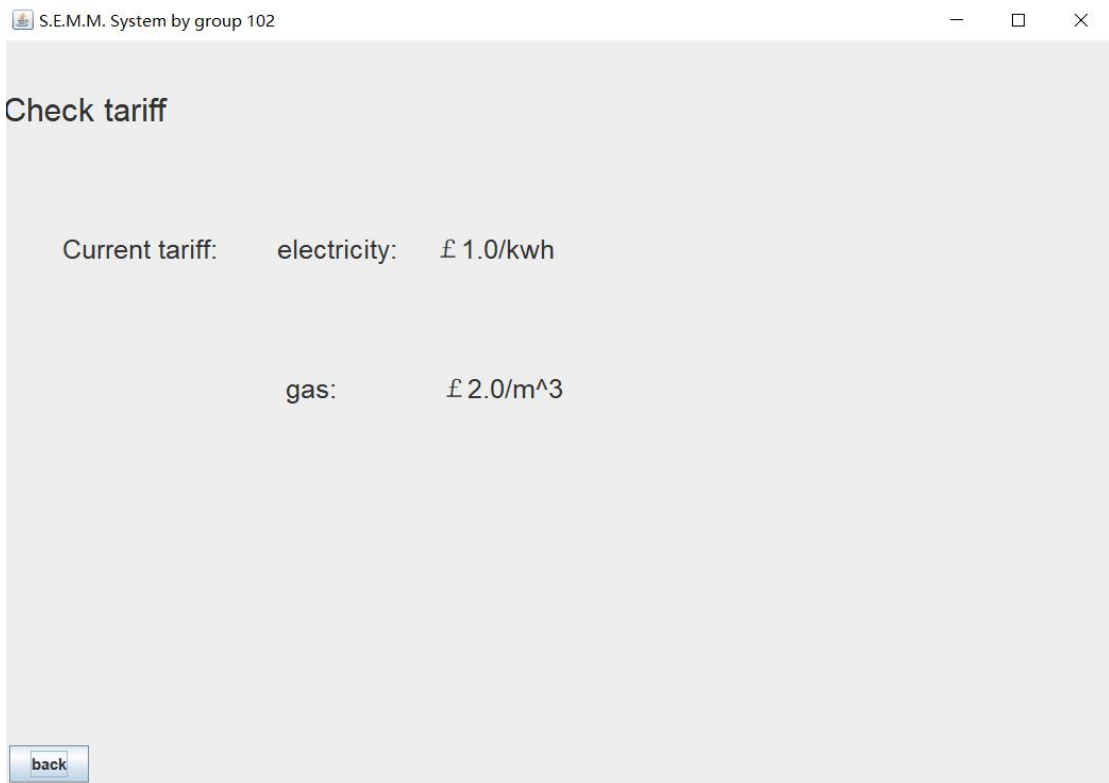 S.E.M.M. System by group 102
Check tariff
Current tariff: electricity: £1.0/kwh
gas: £2.0/m^3
back